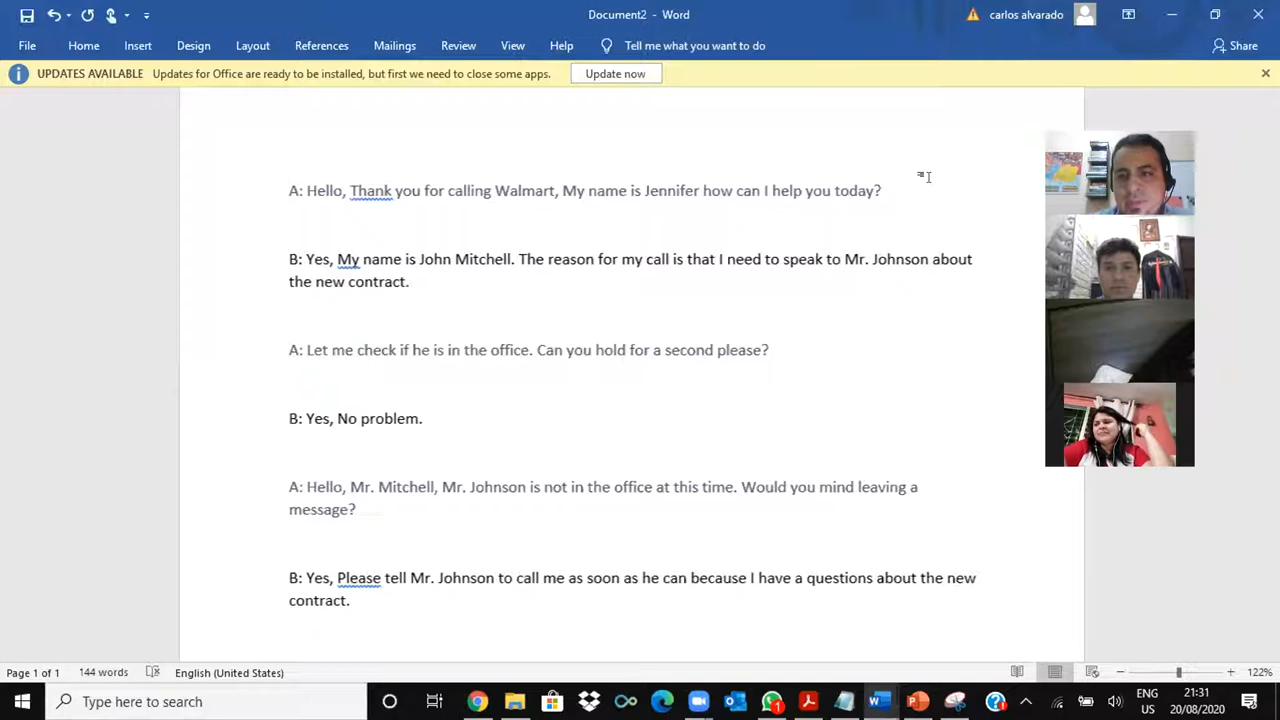 Document2 - Word
carlos alvarado
File Home Insert Design Layout References Mailings Review View Help Tell me what you want to do Share
UPDATES AVAILABLE Updates for Office are ready to be installed, but first we need to close some apps. Update now
A: Hello, Thank you for calling Walmart, My name is Jennifer how can I help you today?
B: Yes, My name is John Mitchell. The reason for my call is that I need to speak to Mr. Johnson about
the new contract.
A: Let me check if he is in the office. Can you hold for a second please?
B: Yes, No problem.
A: Hello, Mr. Mitchell, Mr. Johnson is not in the office at this time. Would you mind leaving a
message?
B: Yes, Please tell Mr. Johnson to call me as soon as he can because I have a questions about the new
contract.
Page 1 of 1 144 words English (United States) 122%
Type here to search
ENG
US
21:31
20/08/2020